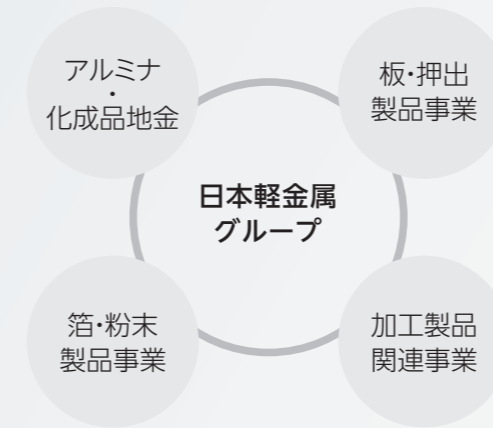 アルミナ
・
化成品地金
板・押出
製品事業
日本軽金属
グループ
箔・粉末
製品事業
加工製品
関連事業